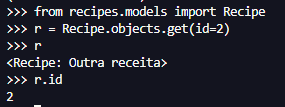 >>> from recipes.models import Recipe
>>> r = Recipe.objects.get(id=2)
>>> r
<Recipe: Outra receita>
>>> r.id
2